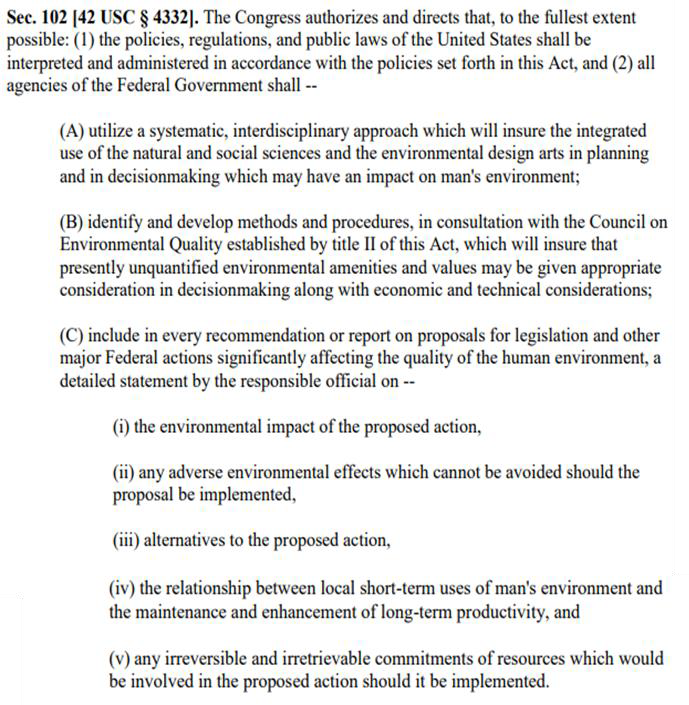 Sec. 102 [42 USC § 4332]. The Congress authorizes and directs that, to the fullest extent
possible: (1) the policies, regulations, and public laws of the United States shall be
interpreted and administered in accordance with the policies set forth in this Act, and (2) all
agencies of the Federal Government shall --
(A) utilize a systematic, interdisciplinary approach which will insure the integrated
use of the natural and social sciences and the environmental design arts in planning
and in decisionmaking which may have an impact on man's environment;
(B) identify and develop methods and procedures, in consultation with the Council on
Environmental Quality established by title II of this Act, which will insure that
presently unquantified environmental amenities and values may be given appropriate
consideration in decisionmaking along with economic and technical considerations;
(C) include in every recommendation or report on proposals for legislation and other
major Federal actions significantly affecting the quality of the human environment, a
detailed statement by the responsible official on --
(i) the environmental impact of the proposed action,
(ii) any adverse environmental effects which cannot be avoided should the
proposal be implemented,
(iii) alternatives to the proposed action,
(iv) the relationship between local short-term uses of man's environment and
the maintenance and enhancement of long-term productivity, and
(v) any irreversible and irretrievable commitments of resources which would
be involved in the proposed action should it be implemented.